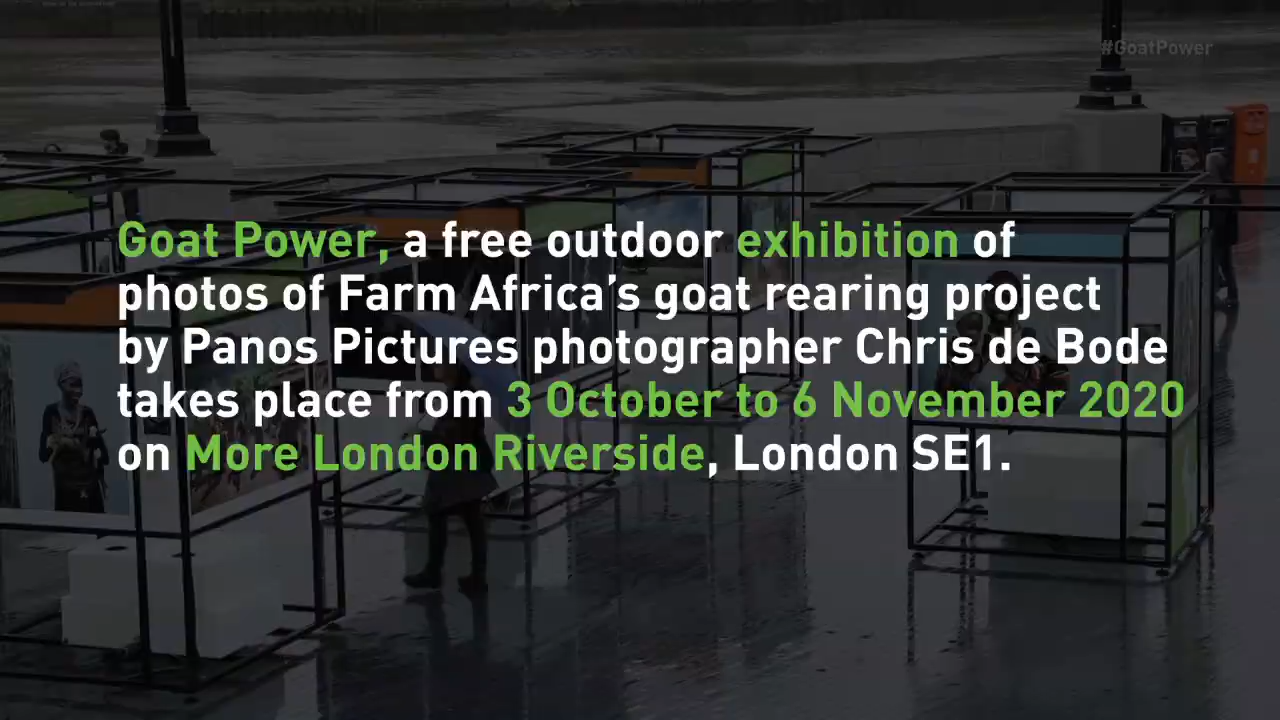 #GoatPower
Goat Power, a free outdoor exhibition of
photos of Farm Africa’s goat rearing project
by Panos Pictures photographer Chris de Bode
takes place from 3 October to 6 November 2020
on More London Riverside, London SE1.